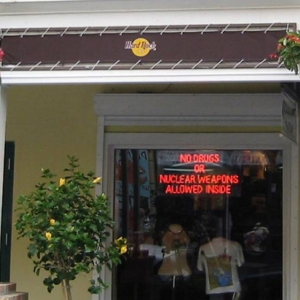 Hard Rock
NO DRUGS
OR
NUCLEAR WEAPONS
ALLOWED INSIDE